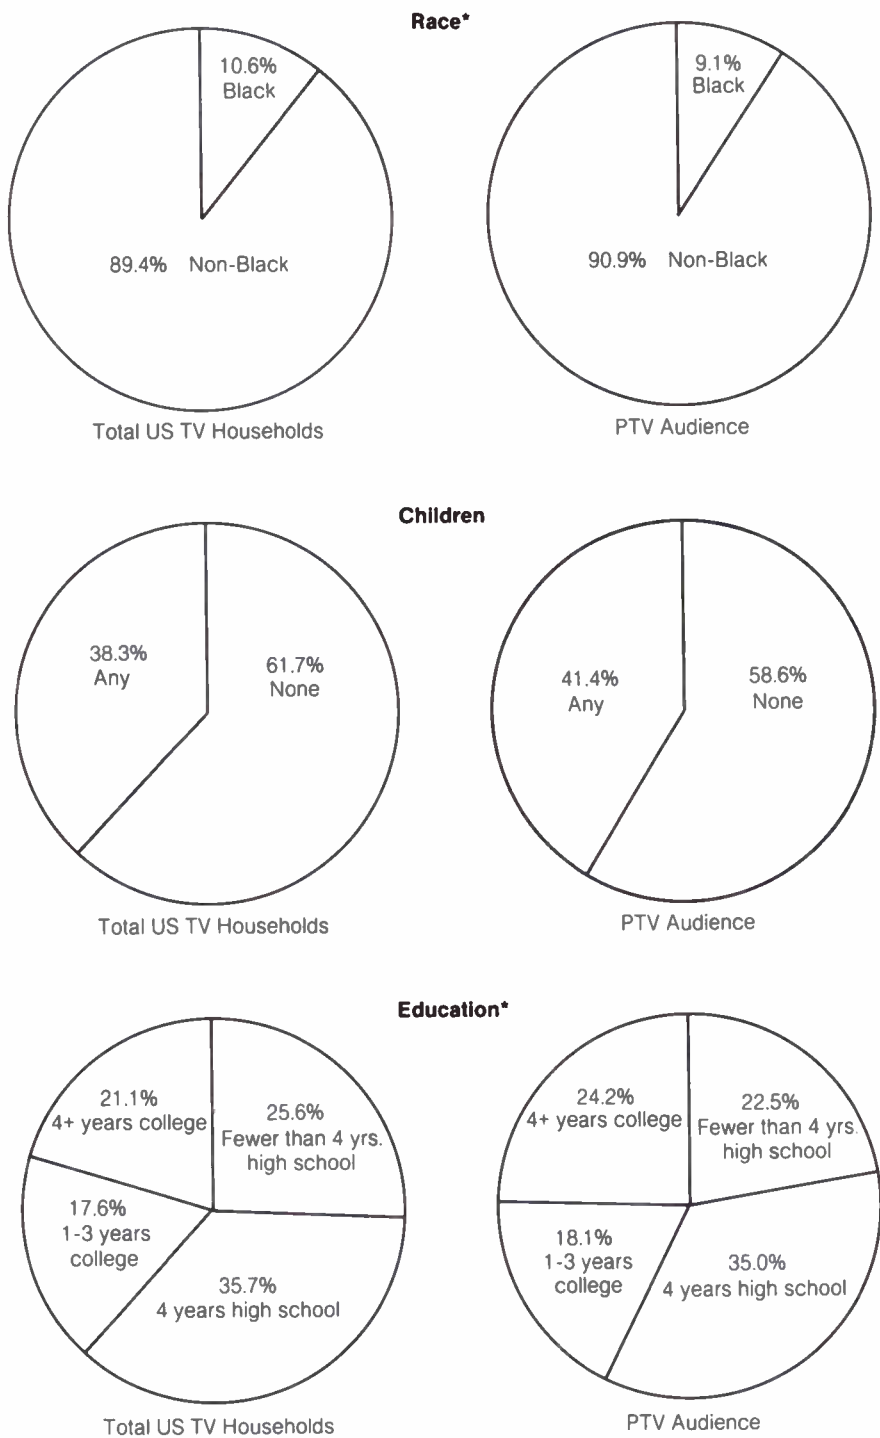 Race*
10.6%
Black
89.4% Non-Black
Total US TV Households
9.1%
Black
90.9% Non-Black
PTV Audience
Children
38.3%
Any
61.7%
None
Total US TV Households
41.4%
Any
58.6%
None
PTV Audience
Education*
21.1%
4+ years college
25.6%
Fewer than 4 yrs.
high school
17.6%
1-3 years
college
35.7%
4 years high school
Total US TV Households
24.2%
4+ years college
22.5%
Fewer than 4 yrs.
high school
18.1%
1-3 years
college
35.0%
4 years high school
PTV Audience